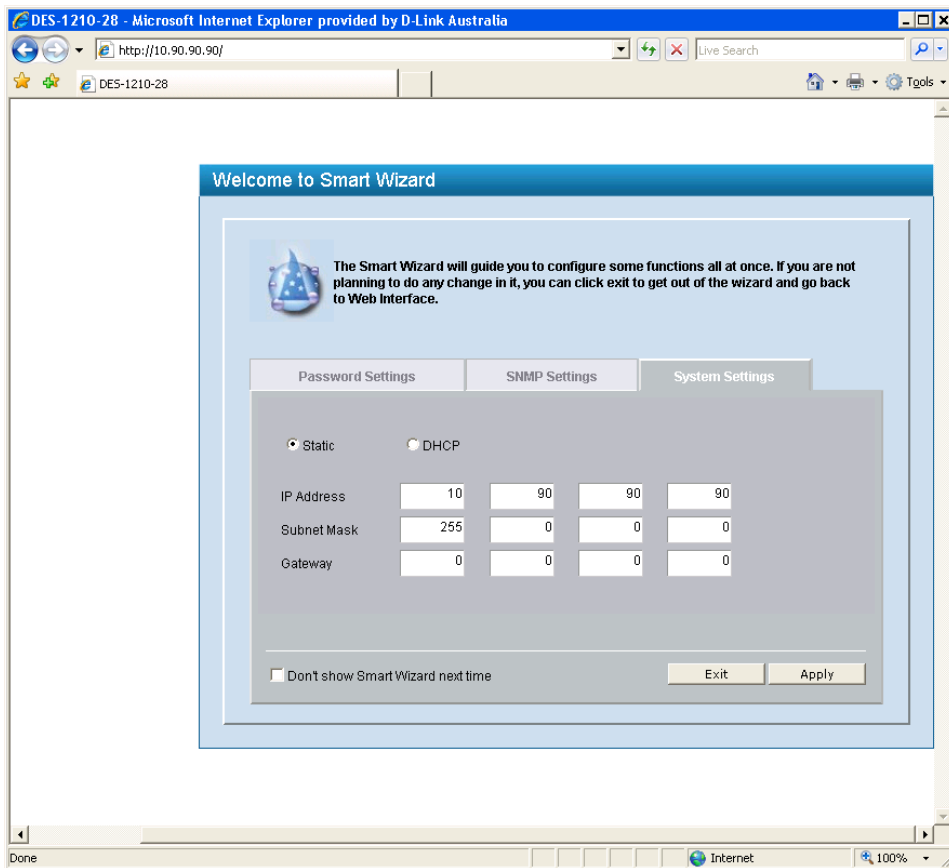 DES-1210-28 - Microsoft Internet Explorer provided by D-Link Australia
http://10.90.90.90/
Live Search
DES-1210-28
Tools
Welcome to Smart Wizard
The Smart Wizard will guide you to configure some functions all at once. If you are not
planning to do any change in it, you can click exit to get out of the wizard and go back
to Web Interface.
Password Settings SNMP Settings System Settings
Static DHCP
IP Address 10 90 90 90
Subnet Mask 255 0 0 0
Gateway 0 0 0 0
Don't show Smart Wizard next time Exit Apply
Done Internet 100%